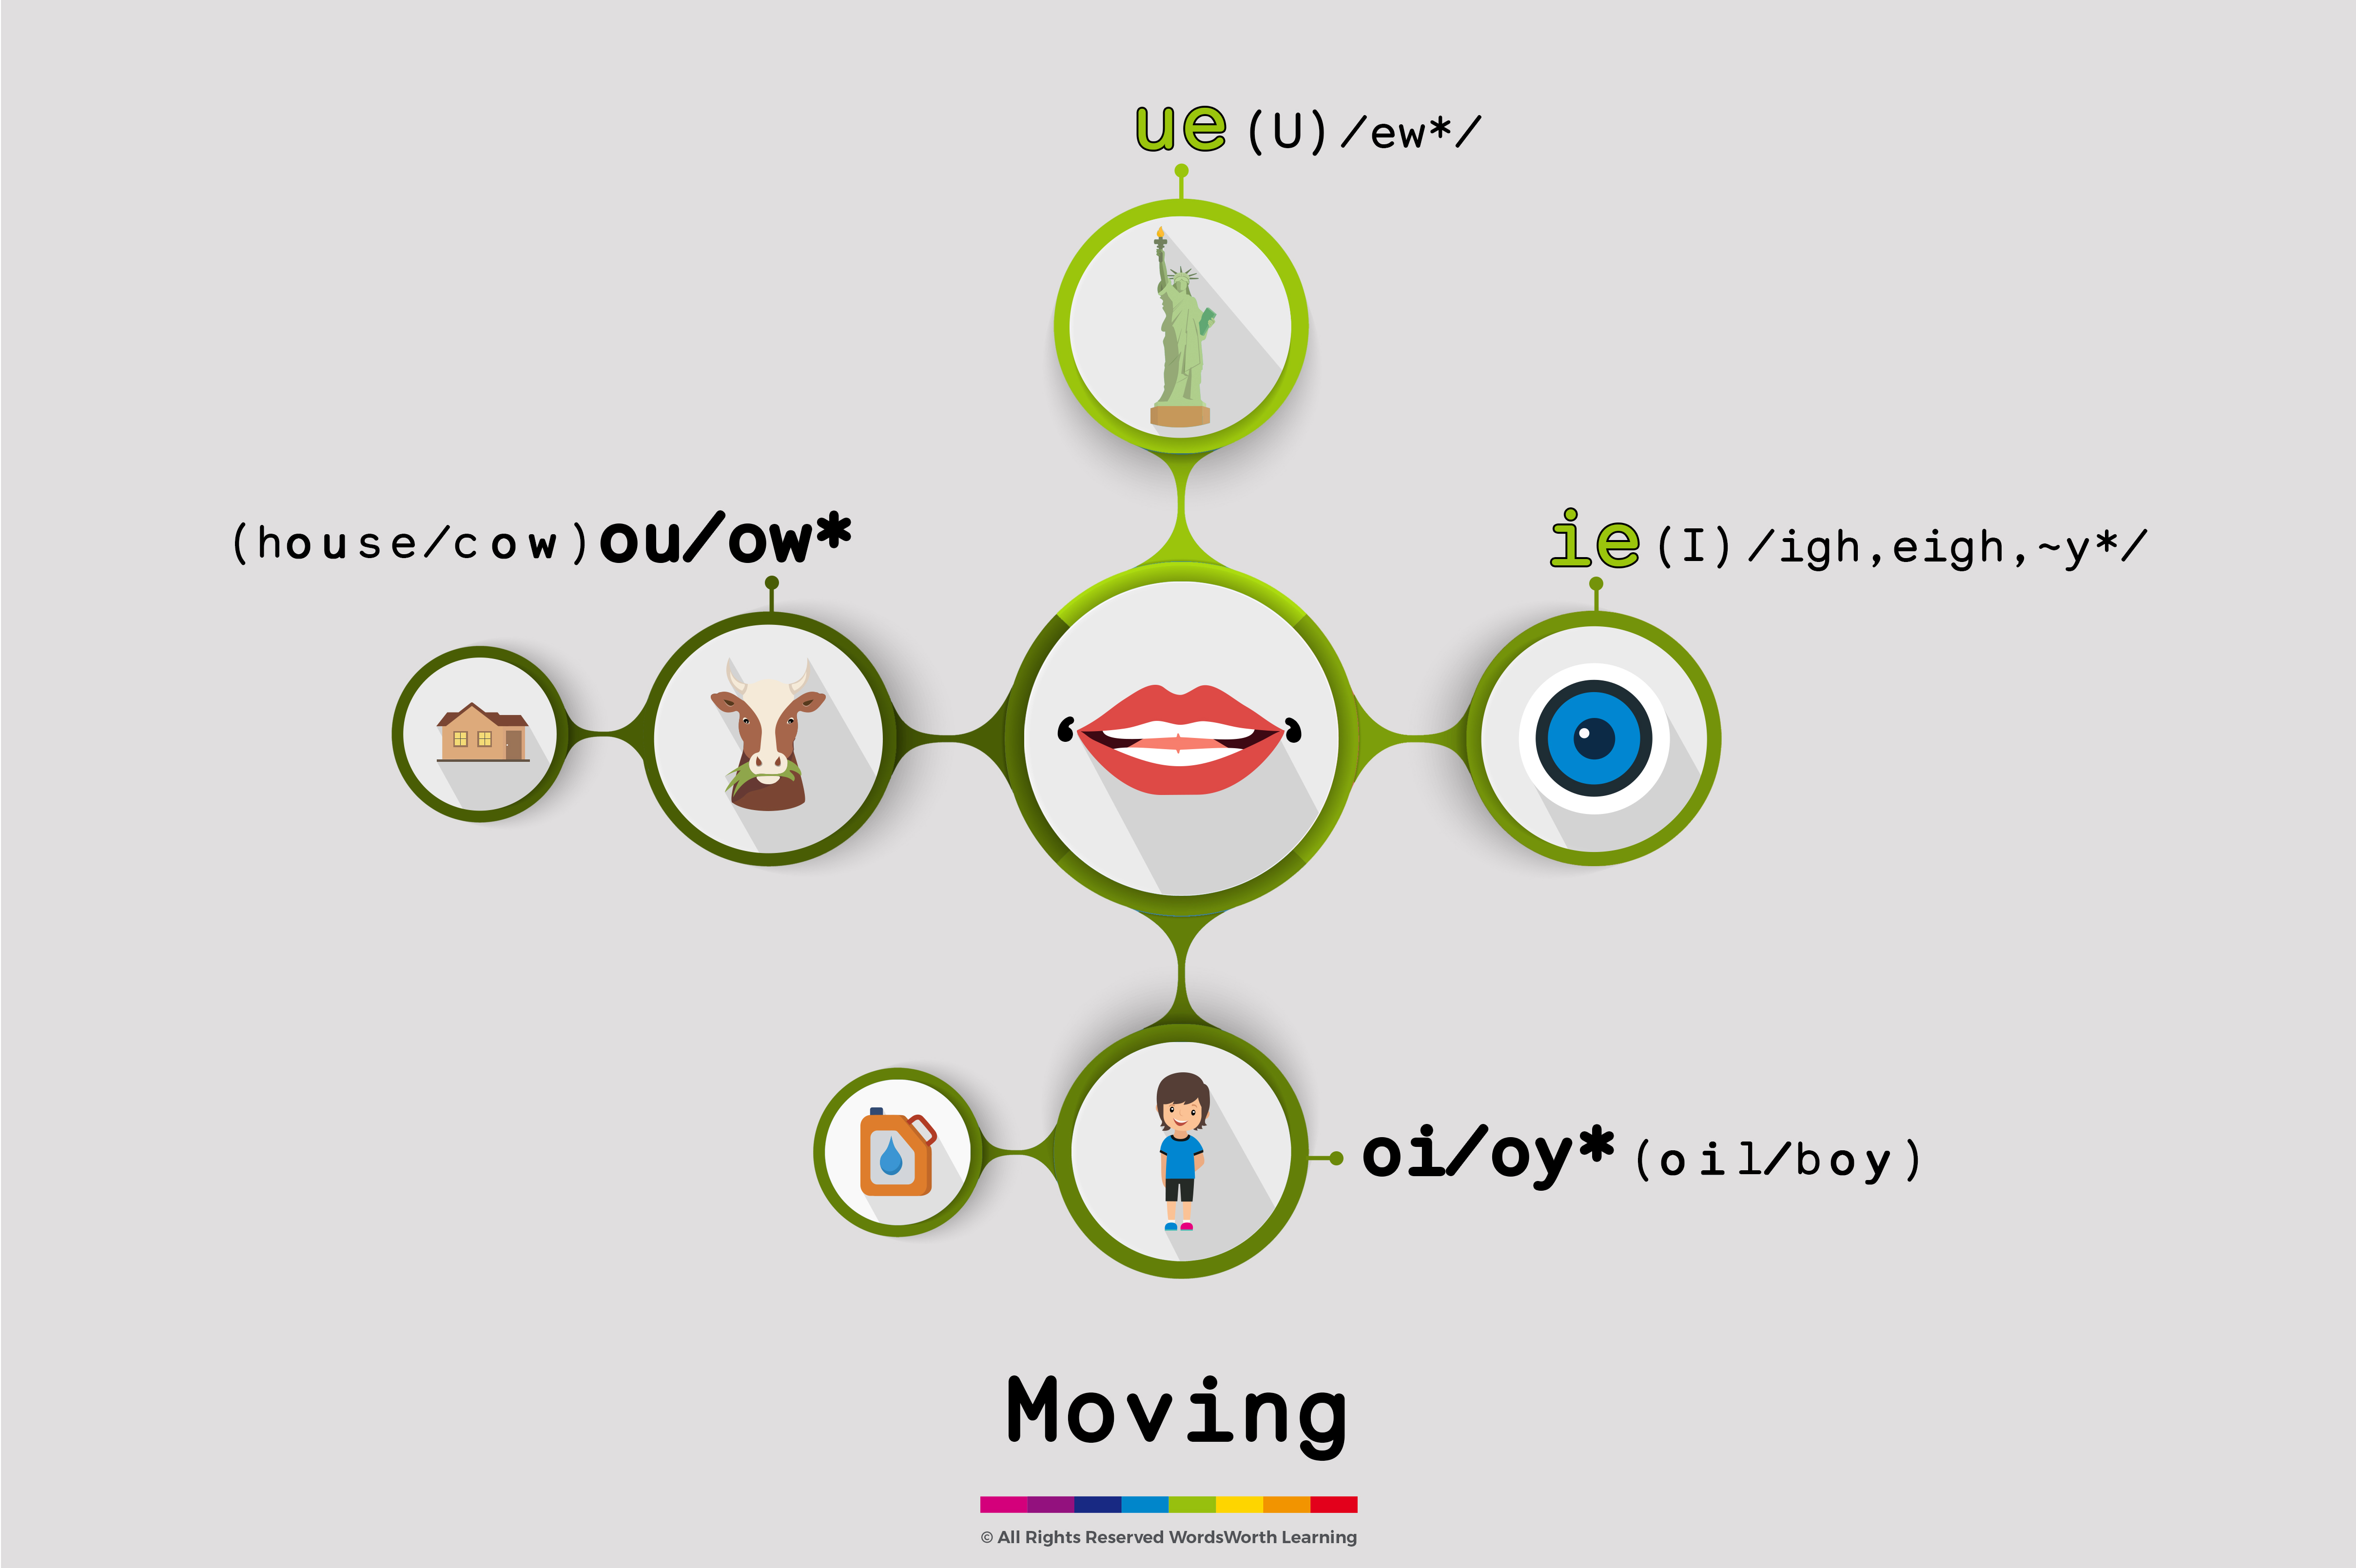 ue (U)/ew*/
(house/cow) ou/ow*
ie (I)/igh,eigh,~y*/
oi/oy* (oil/boy)
Moving
© All Rights Reserved WordsWorth Learning